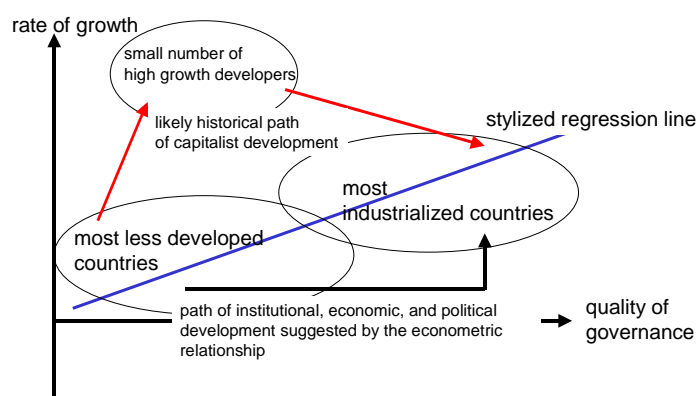 rate of growth
small number of
high growth developers
likely historical path
of capitalist development
stylized regression line
most
industrialized countries
most less developed
countries
path of institutional, economic, and political
development suggested by the econometric
relationship
quality of
governance